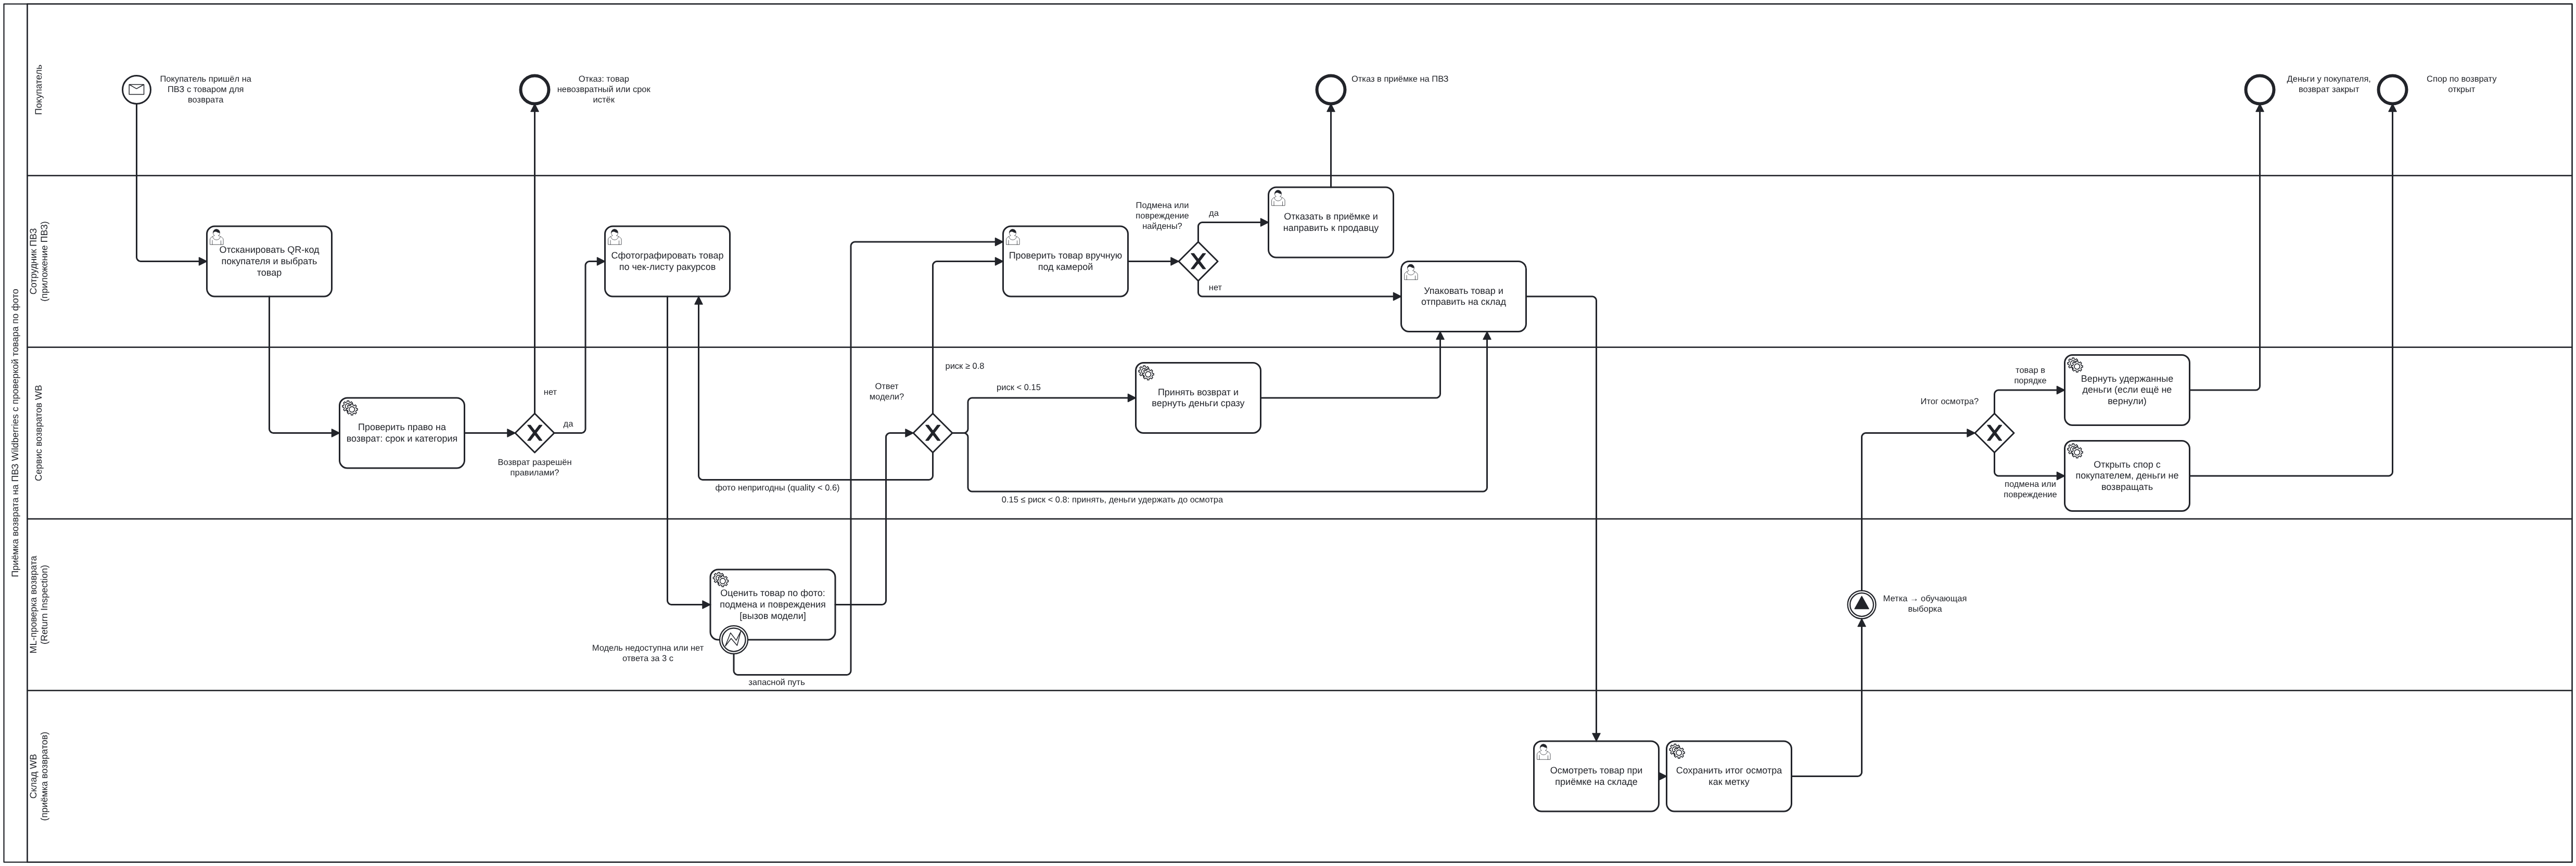 Приёмка возврата на ПВЗ Wildberries с проверкой товара по фото
Покупатель
Покупатель пришёл на
ПВЗ с товаром для
возврата
Отказ: товар
невозвратный или срок
истёк
Отказ в приёмке на ПВЗ
Деньги у покупателя,
возврат закрыт
Спор по возврату
открыт
Сотрудник ПВЗ
(приложение ПВЗ)
Отсканировать QR-код
покупателя и выбрать
товар
Сфотографировать товар
по чек-листу ракурсов
Проверить товар вручную
под камерой
Подмена или
повреждение
найдены?
да
нет
Отказать в приёмке и
направить к продавцу
Упаковать товар и
отправить на склад
Сервис возвратов WB
Проверить право на
возврат: срок и категория
нет
да
Возврат разрешён
правилами?
Ответ
модели?
риск ≥ 0.8
риск < 0.15
фото непригодны (quality < 0.6)
0.15 ≤ риск < 0.8: принять, деньги удержать до осмотра
Принять возврат и
вернуть деньги сразу
Итог осмотра?
товар в
порядке
подмена или
повреждение
Вернуть удержанные
деньги (если ещё не
вернули)
Открыть спор с
покупателем, деньги не
возвращать
ML-проверка возврата
(Return Inspection)
Оценить товар по фото:
подмена и повреждения
[вызов модели]
Модель недоступна или нет
ответа за 3 с
запасной путь
Метка → обучающая
выборка
Склад WB
(приёмка возвратов)
Осмотреть товар при
приёмке на складе
Сохранить итог осмотра
как метку